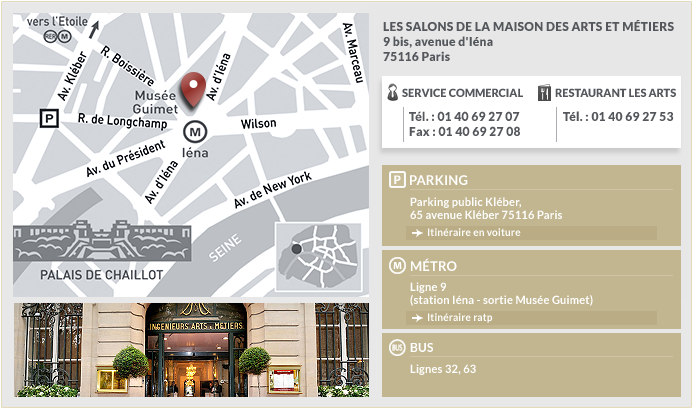 vers l'Etoile
RER M
Av. Kléber
R. Boissière
Av. d'Iéna
Av. Marceau
Musée
Guimet
P
R. de Longchamp
M
Wilson
Iéna
Av. du Président
Av. d'Iéna
Av. de New York
SEINE
PALAIS DE CHAILLOT
INGENIEURS ARTS & METIERS
LES SALONS DE LA MAISON DES ARTS ET MÉTIERS
9 bis, avenue d'Iéna
75116 Paris
SERVICE COMMERCIAL
Tél. : 01 40 69 27 07
Fax : 01 40 69 27 08
RESTAURANT LES ARTS
Tél. : 01 40 69 27 53
P PARKING
Parking public Kléber,
65 avenue Kléber 75116 Paris
Itinéraire en voiture
M MÉTRO
Ligne 9
(station Iéna - sortie Musée Guimet)
Itinéraire ratp
BUS BUS
Lignes 32, 63